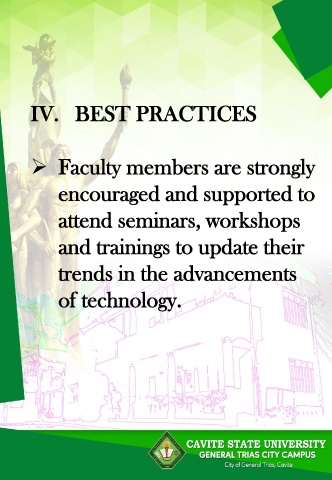 IV. BEST PRACTICES
➢ Faculty members are strongly
encouraged and supported to
attend seminars, workshops
and trainings to update their
trends in the advancements
of technology.
CAVITE STATE UNIVERSITY
GENERAL TRIAS CITY CAMPUS
City of General Trias, Cavite